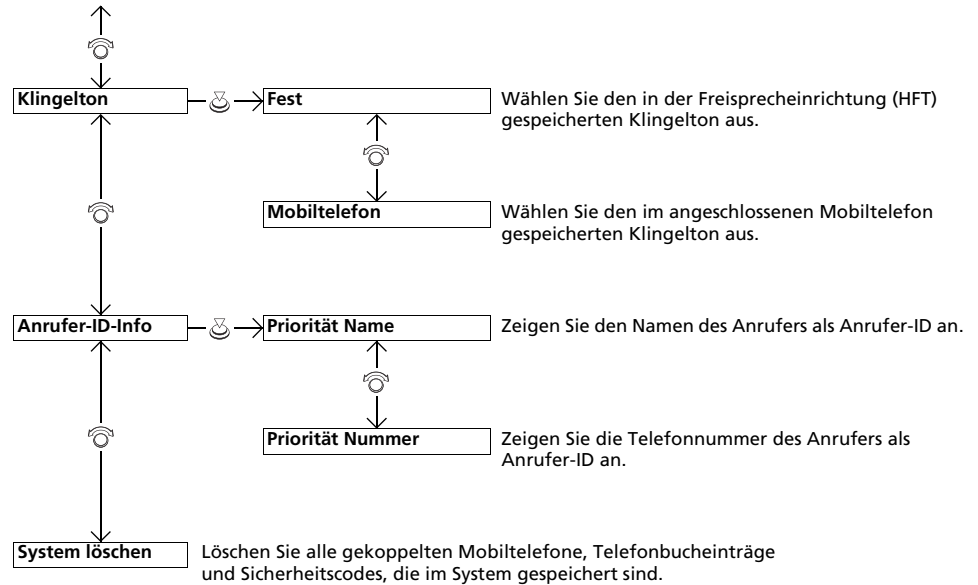 Klingelton
Fest
Wählen Sie den in der Freisprecheinrichtung (HFT)
gespeicherten Klingelton aus.
Mobiltelefon
Wählen Sie den im angeschlossenen Mobiltelefon
gespeicherten Klingelton aus.
Anrufer-ID-Info
Priorität Name
Zeigen Sie den Namen des Anrufers als Anrufer-ID an.
Priorität Nummer
Zeigen Sie die Telefonnummer des Anrufers als
Anrufer-ID an.
System löschen
Löschen Sie alle gekoppelten Mobiltelefone, Telefonbucheinträge
und Sicherheitscodes, die im System gespeichert sind.